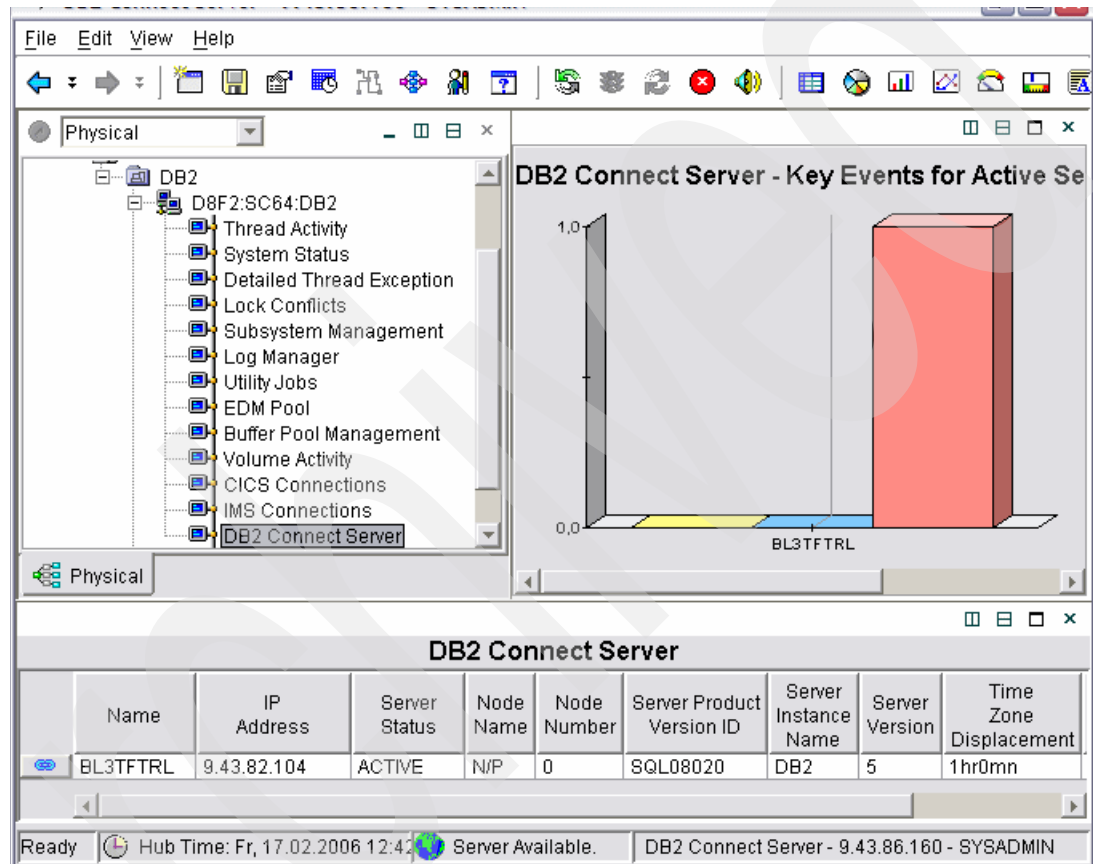 File Edit View Help
Physical
DB2
D8F2:SC64:DB2
Thread Activity
System Status
Detailed Thread Exception
Lock Conflicts
Subsystem Management
Log Manager
Utility Jobs
EDM Pool
Buffer Pool Management
Volume Activity
CICS Connections
IMS Connections
DB2 Connect Server
Physical
DB2 Connect Server - Key Events for Active Se
1,0
0,0
BL3TFTRL
DB2 Connect Server
Name IP Address Server Status Node Name Node Number Server Product Version ID Server Instance Name Server Version Time Zone Displacement
BL3TFTRL 9.43.82.104 ACTIVE N/P 0 SQL08020 DB2 5 1hr0mn
Ready Hub Time: Fr, 17.02.2006 12:42 Server Available. DB2 Connect Server - 9.43.86.160 - SYSADMIN